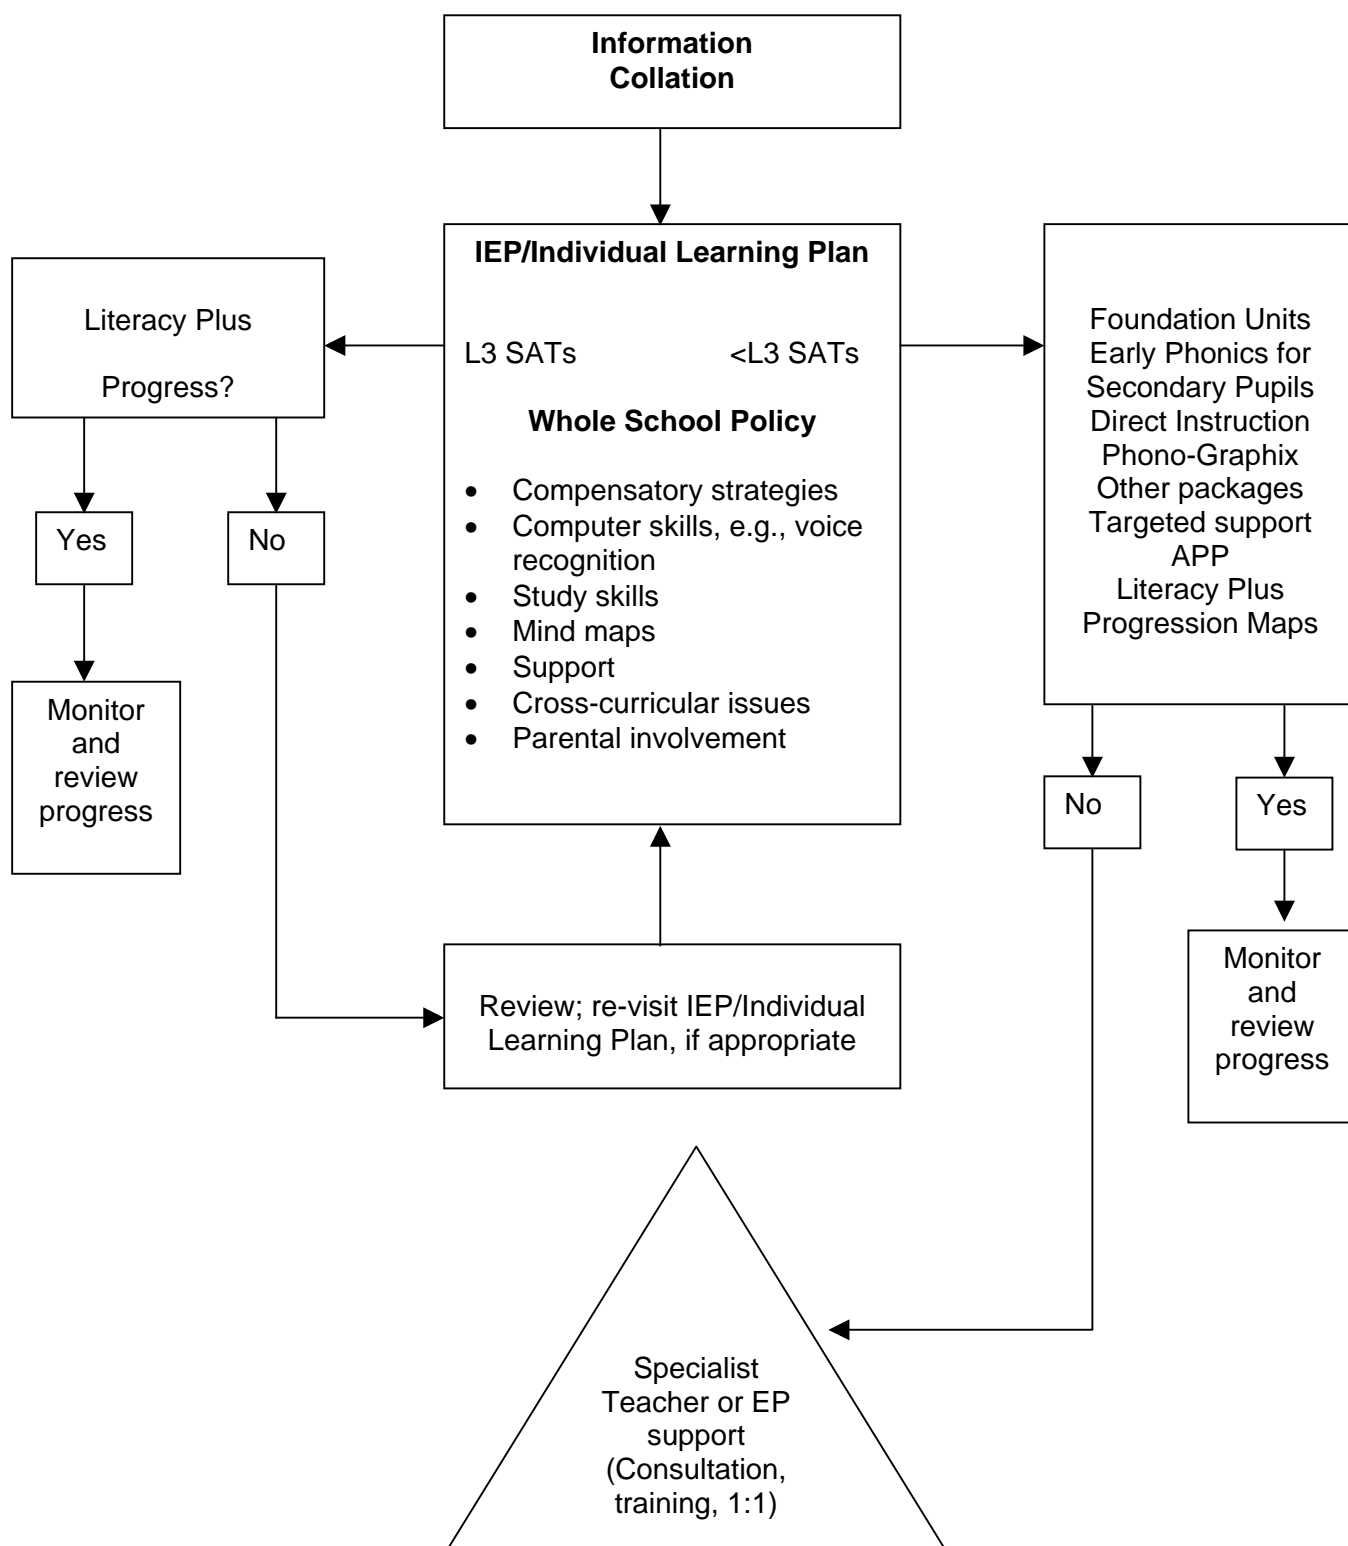 Information
Collation
IEP/Individual Learning Plan
L3 SATs <L3 SATs
Whole School Policy
• Compensatory strategies
• Computer skills, e.g., voice
recognition
• Study skills
• Mind maps
• Support
• Cross-curricular issues
• Parental involvement
Literacy Plus
Progress?
Yes
No
Monitor
and
review
progress
Foundation Units
Early Phonics for
Secondary Pupils
Direct Instruction
Phono-Graphix
Other packages
Targeted support
APP
Literacy Plus
Progression Maps
No
Yes
Monitor
and
review
progress
Review; re-visit IEP/Individual
Learning Plan, if appropriate
Specialist
Teacher or EP
support
(Consultation,
training, 1:1)